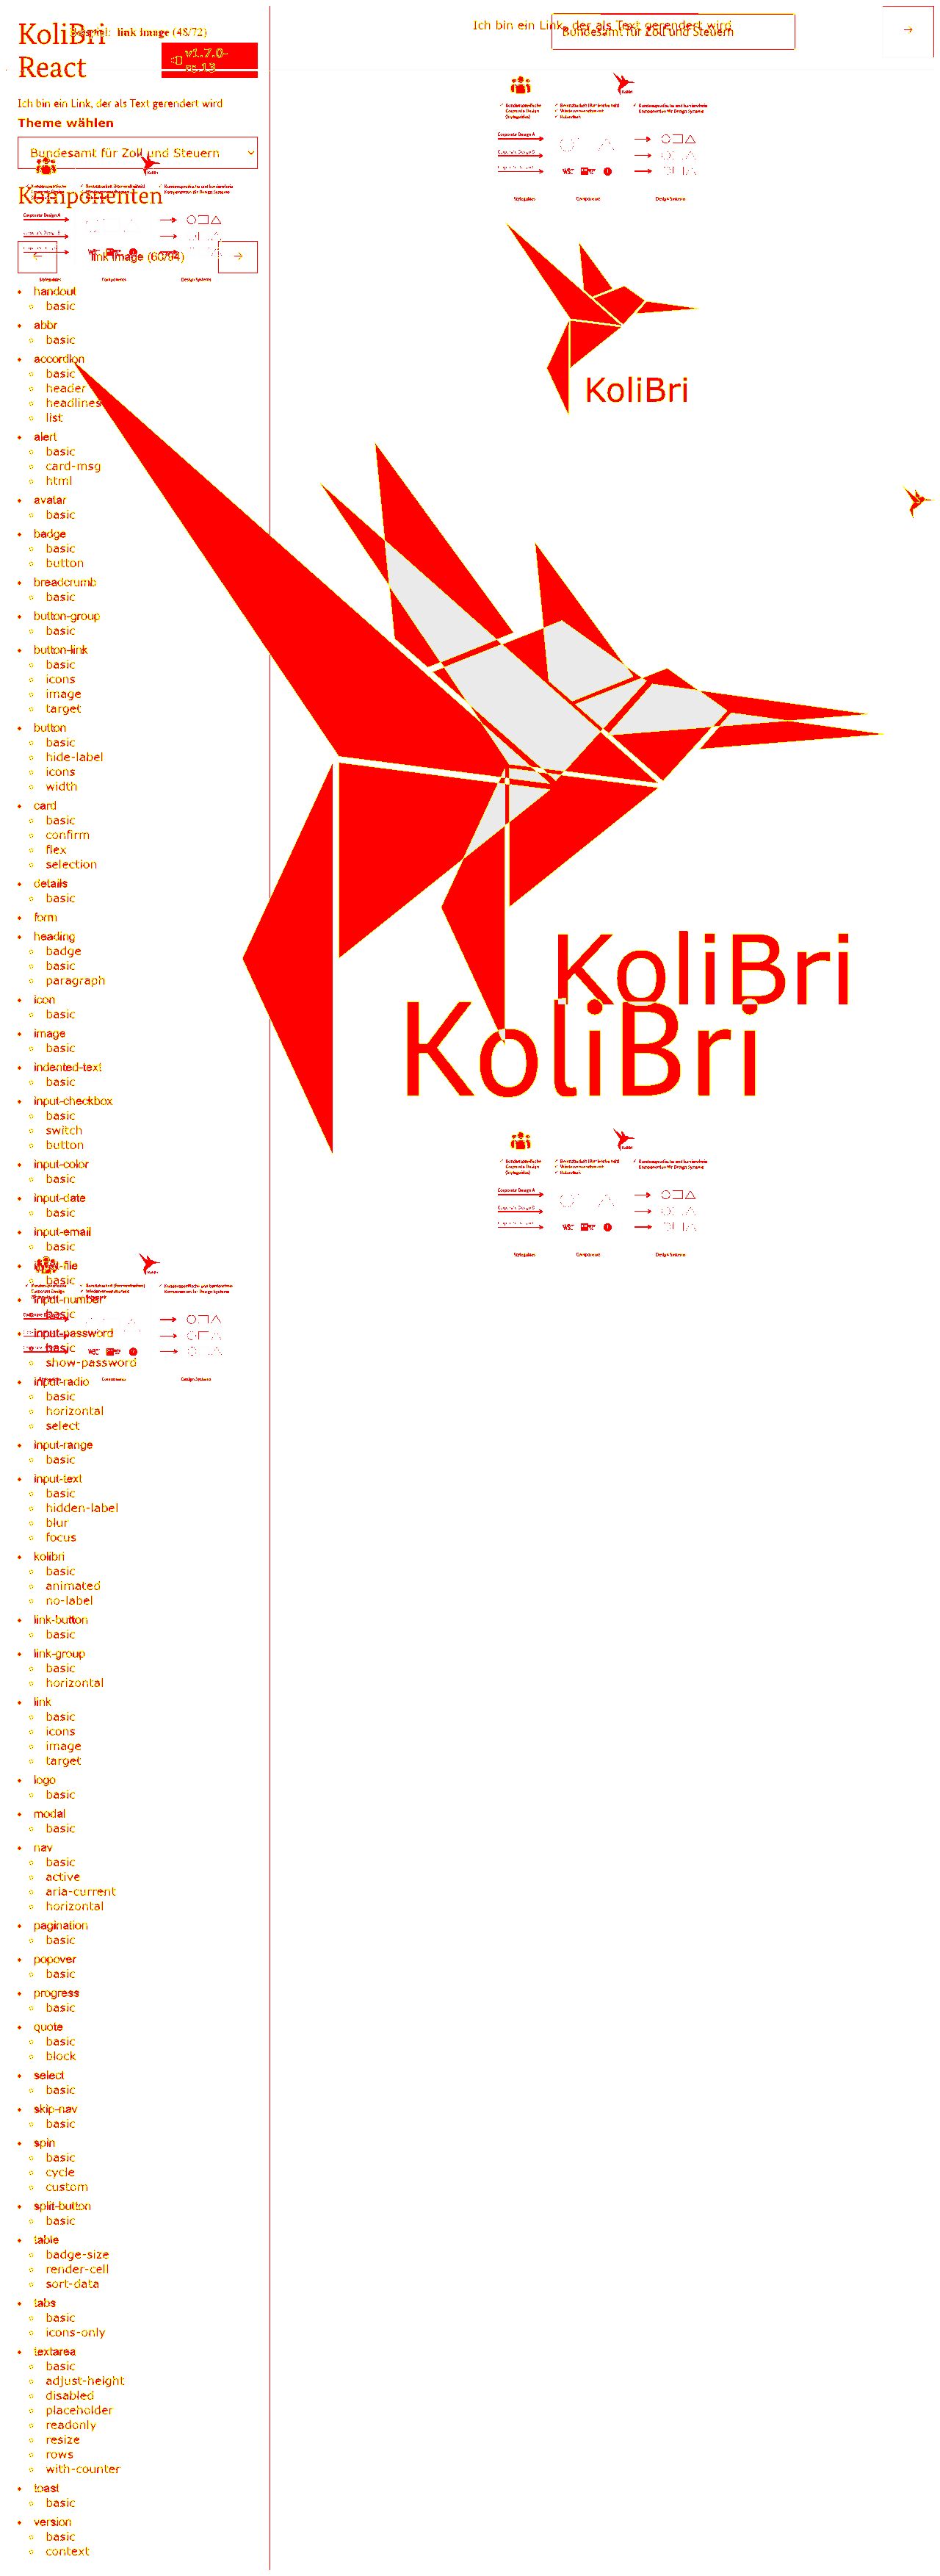 KoliBri
React
link image (48/72)
v1.7.0-
Ich bin ein Link, der als Text gerendert wird
Theme wählen
Bundesamt für Zoll und Steuern
Komponenten
link image (60/94)
handout
basic
abbr
basic
accordion
basic
header
headlines
list
alert
basic
card-msg
html
avatar
basic
badge
basic
button
breadcrumb
basic
button-group
basic
button-link
basic
icons
image
target
button
basic
hide-label
icons
width
card
basic
confirm
flex
selection
details
basic
form
heading
badge
basic
paragraph
icon
basic
image
basic
indented-text
basic
input-checkbox
basic
switch
button
input-color
basic
input-date
basic
input-email
basic
input-file
basic
input-number
basic
input-password
basic
show-password
input-radio
basic
horizontal
select
input-range
basic
input-text
basic
hidden-label
blur
focus
kolibri
basic
animated
no-label
link-button
basic
link-group
basic
horizontal
link
basic
icons
image
target
logo
basic
modal
basic
nav
basic
active
aria-current
horizontal
pagination
basic
popover
basic
progress
basic
quote
basic
block
select
basic
skip-nav
basic
spin
basic
cycle
custom
split-button
basic
table
badge-size
render-cell
sort-data
tabs
basic
icons-only
textarea
basic
adjust-height
disabled
placeholder
readonly
resize
rows
with-counter
toast
basic
version
basic
context
Ich bin ein Link, der als Text gerendert wird
Bundesamt für Zoll und Steuern
Corporate Design A
KoliBri
KoliBri
KoliBri
Corporate Design A